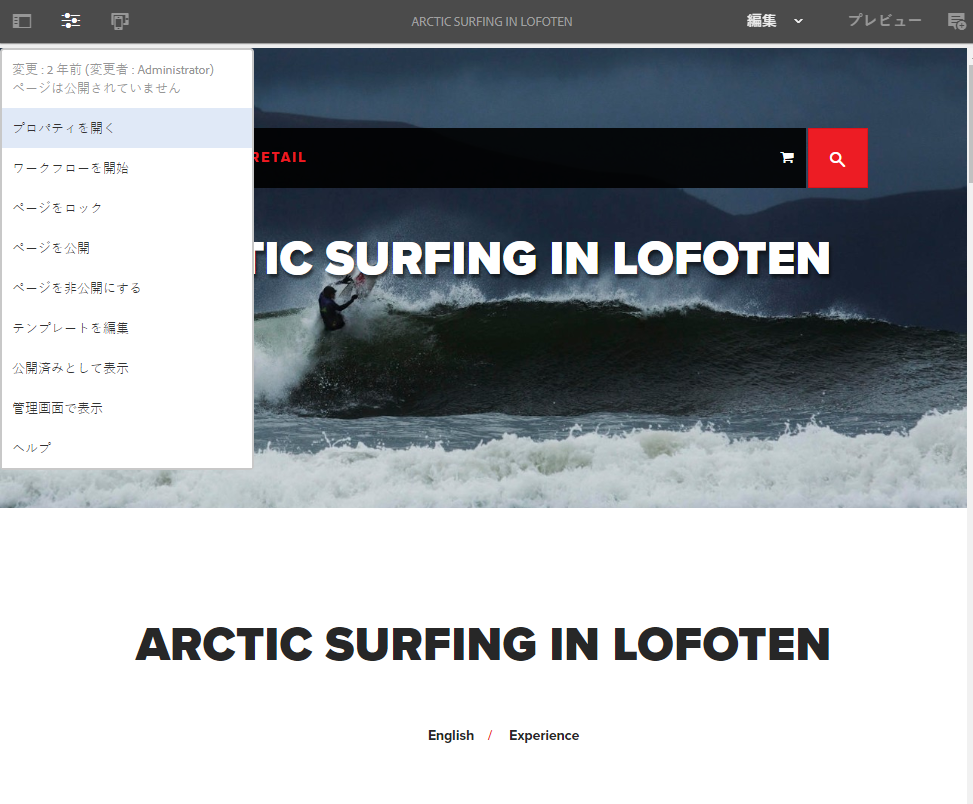 ARCTIC SURFING IN LOFOTEN
編集
プレビュー
変更 : 2 年前 (変更者 : Administrator)
ページは公開されていません
プロパティを開く
ワークフローを開始
ページをロック
ページを公開
ページを非公開にする
テンプレートを編集
公開済みとして表示
管理画面で表示
ヘルプ
RETAIL
TIC SURFING IN LOFOTEN
ARCTIC SURFING IN LOFOTEN
English / Experience